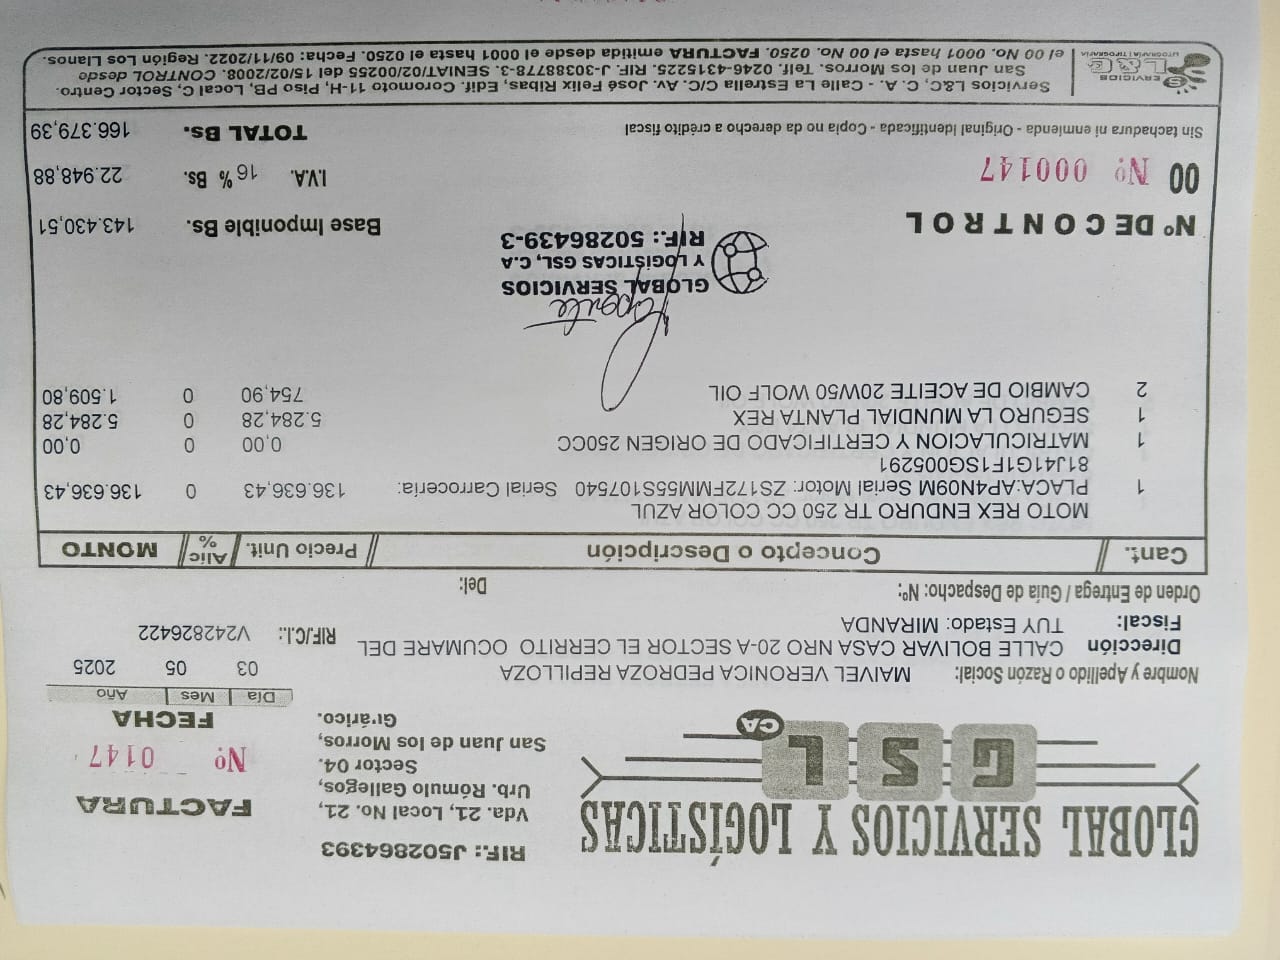 GLOBAL SERVICIOS Y LOGÍSTICAS
G S L CA
RIF.: J502864393
Vda. 21, Local No. 21,
Urb. Rómulo Gallegos,
Sector 04.
San Juan de los Morros,
Guárico.
FACTURA
Nº 0147
FECHA
Día Mes Año
03 05 2025
Nombre y Apellido o Razón Social: MAIVEL VERONICA PEDROZA REPILLOZA
Dirección Fiscal: CALLE BOLIVAR CASA NRO 20-A SECTOR EL CERRITO OCUMARE DEL
TUY Estado: MIRANDA
RIF/C.I.: V242826422
Orden de Entrega / Guía de Despacho: Nº: Del:
Cant. Concepto o Descripción Precio Unit. Alic % MONTO
MOTO REX ENDURO TR 250 CC COLOR AZUL
1 PLACA:AP4N09M Serial Motor: ZS172FMM55S107540 Serial Carroceria: 136.636,43 0 136.636,43
81J41G1F1SG005291
1 MATRICULACION Y CERTIFICADO DE ORIGEN 250CC 0,00 0 0,00
1 SEGURO LA MUNDIAL PLANTA REX 5.284,28 0 5.284,28
2 CAMBIO DE ACEITE 20W50 WOLF OIL 754,90 0 1.509,80
GLOBAL SERVICIOS
Y LOGÍSTICAS GSL, C.A
RIF.: 50286439-3
Nº DE CONTROL
00 Nº 000147
Base Imponible Bs. 143.430,51
I.V.A. 16 % Bs. 22.948,88
TOTAL Bs. 166.379,39
Sin tachadura ni enmienda - Original Identificada - Copia no da derecho a crédito fiscal
SERVICIOS
L&C
LITOGRAFIA | TIPOGRAFIA
Servicios L&C, C. A. - Calle La Estrella C/C. Av. José Felix Ribas, Edif. Coromoto 11-H, Piso PB, Local C, Sector Centro.
San Juan de los Morros. Telf. 0246-4315225. RIF. J-30388778-3. SENIAT/02/00255 del 15/02/2008. CONTROL desde
el 00 No. 0001 hasta el 00 No. 0250. FACTURA emitida desde el 0001 hasta el 0250. Fecha: 09/11/2022. Región Los Llanos.